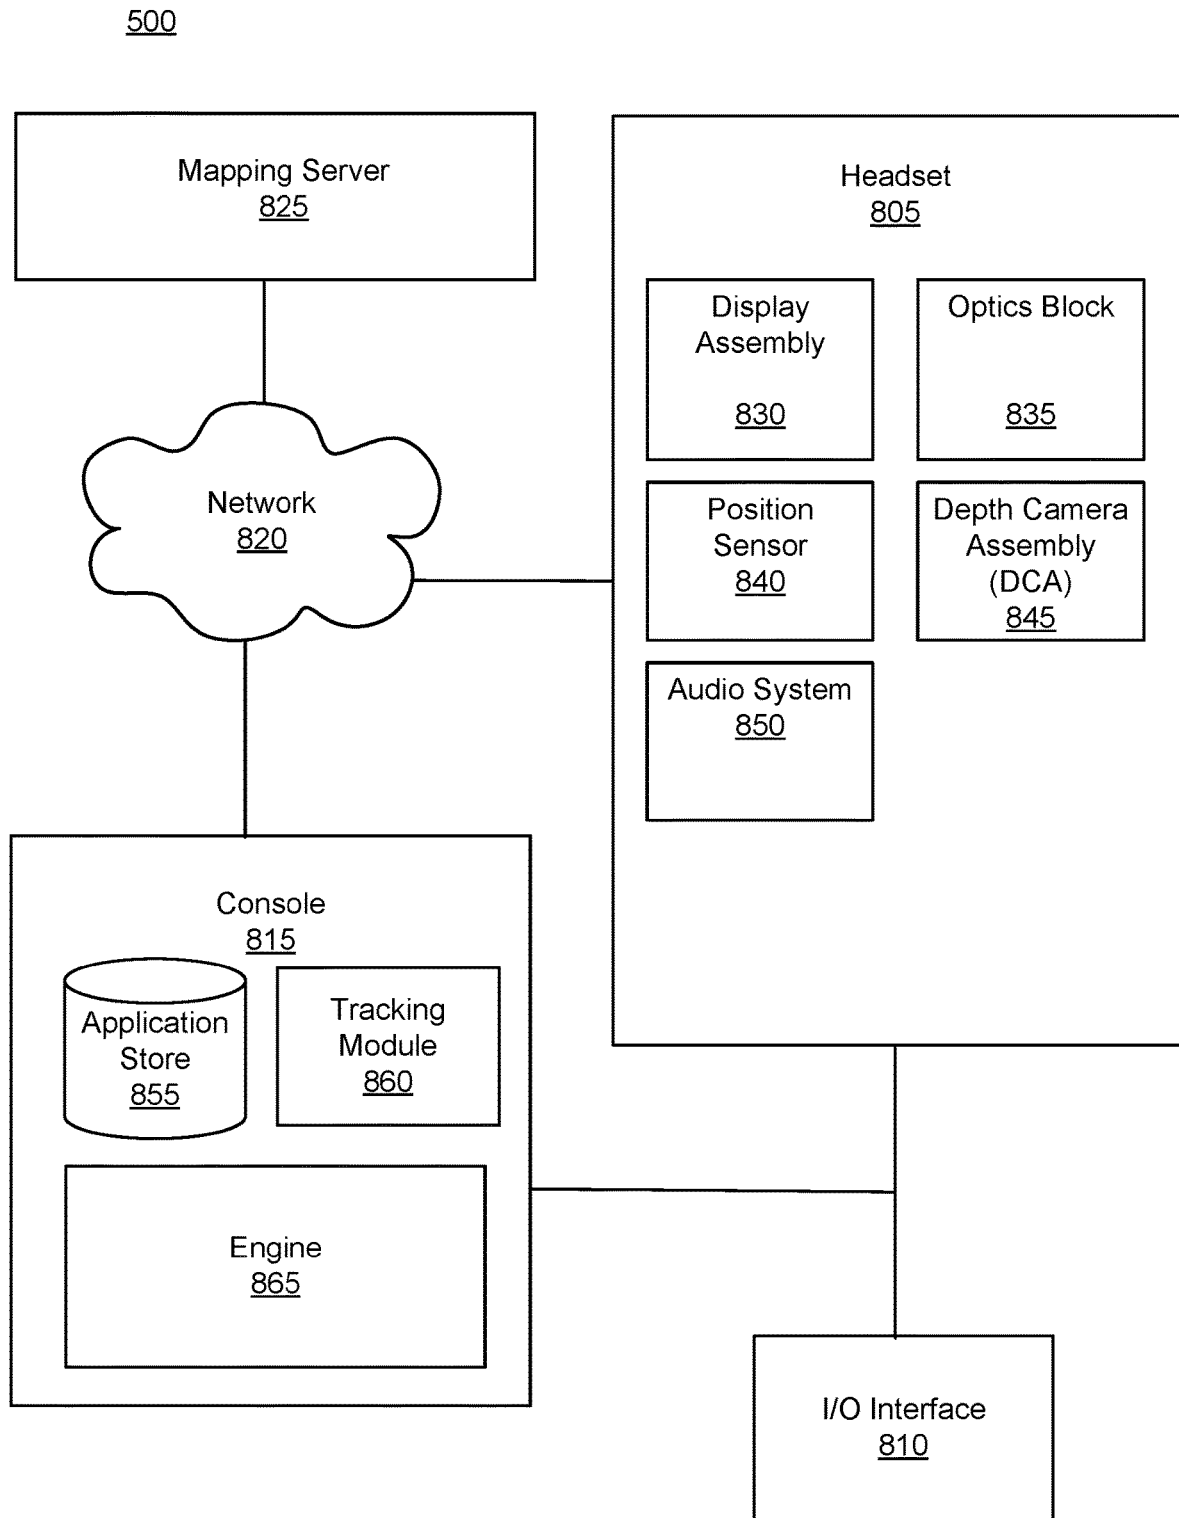 500
Mapping Server
825
Headset
805
Display
Assembly
830
Optics Block
835
Position
Sensor
840
Depth Camera
Assembly
(DCA)
845
Audio System
850
Network
820
Console
815
Application
Store
855
Tracking
Module
860
Engine
865
I/O Interface
810